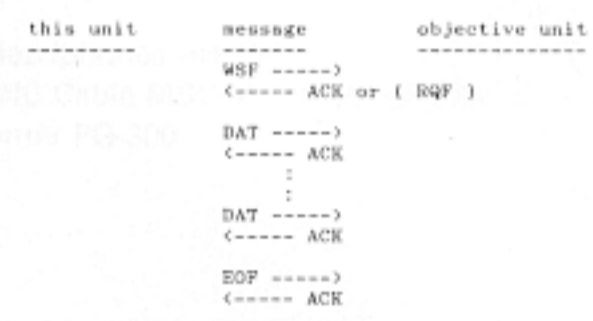 this unit message objective unit
--------- ------- --------------
WSF ----->
<----- ACK or ( RQF )
DAT ----->
<----- ACK
:
:
DAT ----->
<----- ACK
EOF ----->
<----- ACK